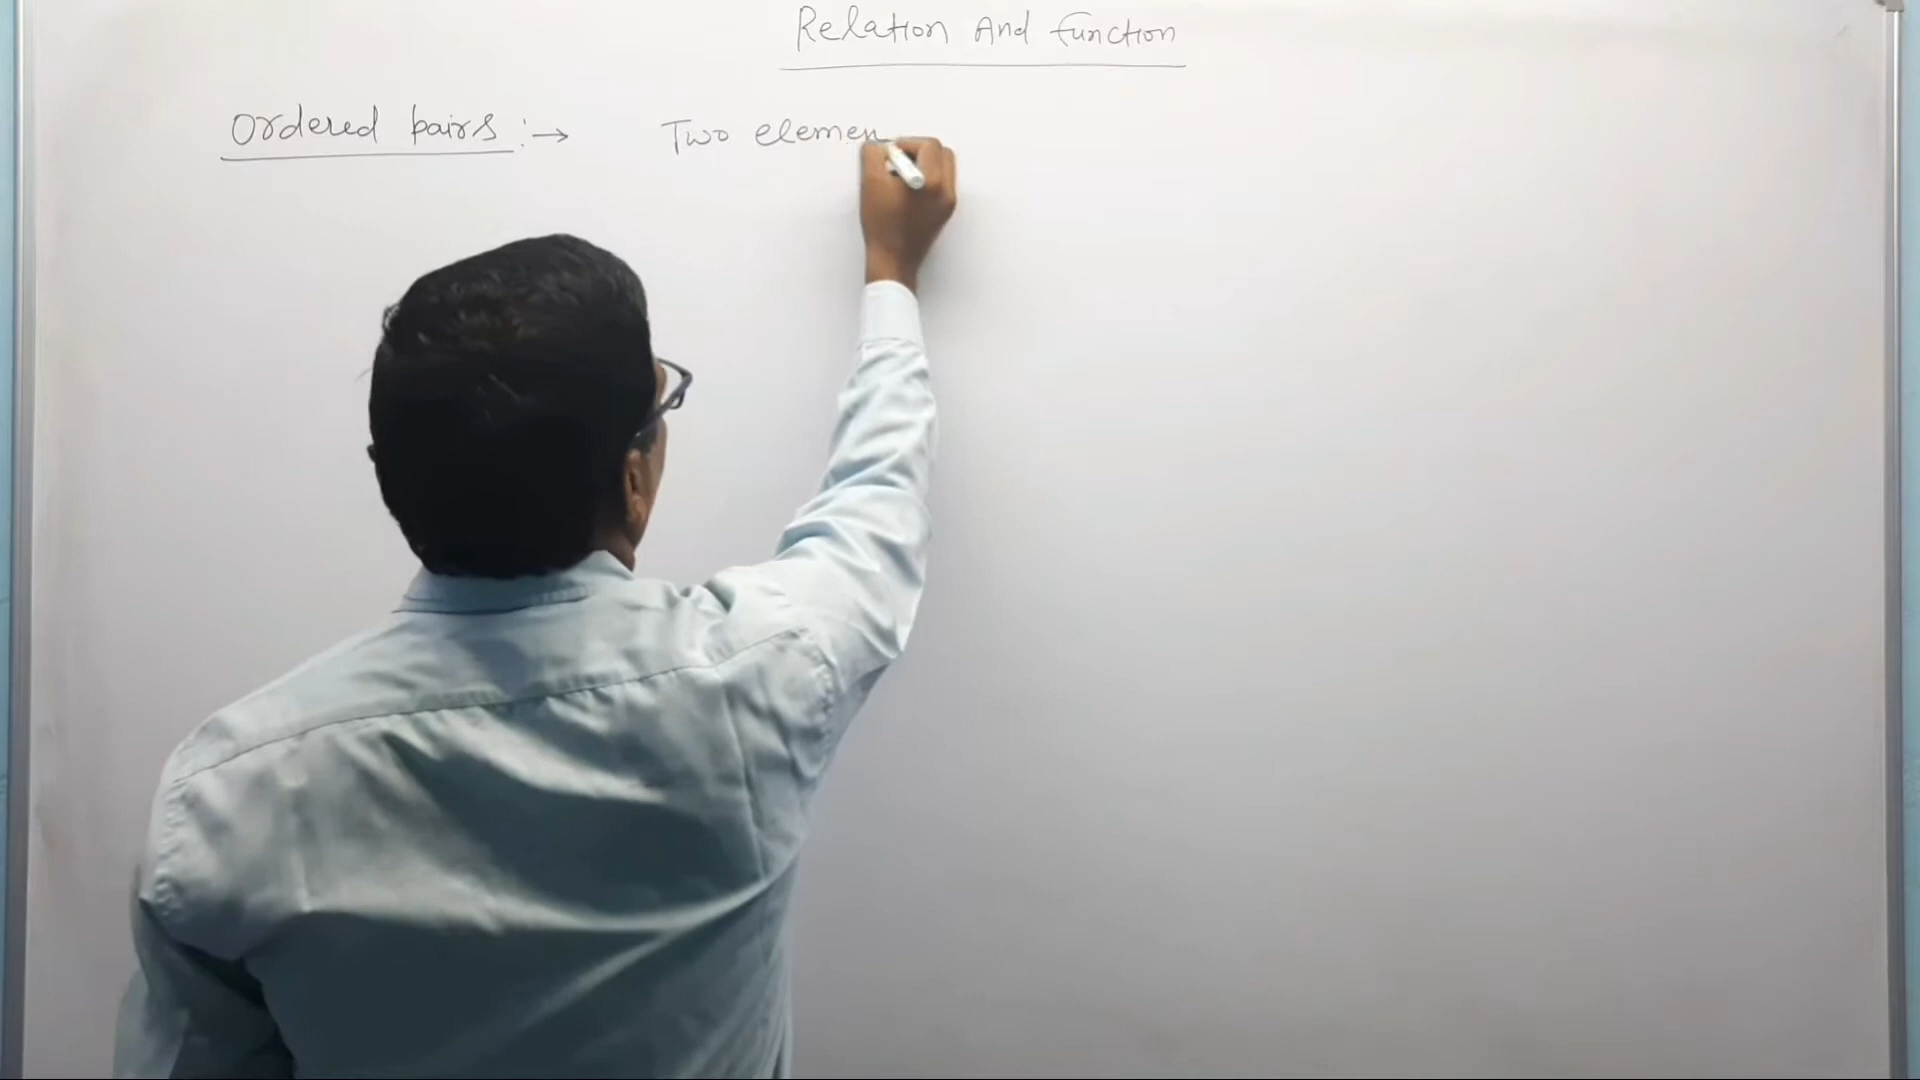 Relation And function
Ordered pairs :→ Two elemen